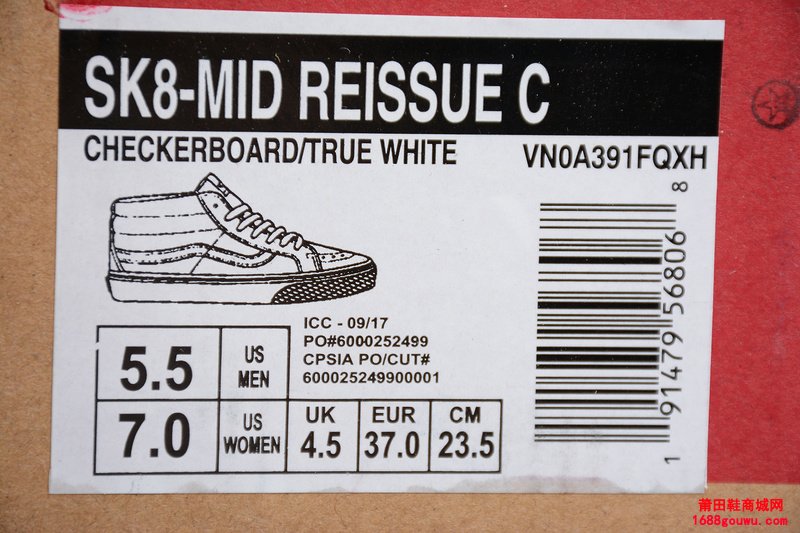 SK8-MID REISSUE C
CHECKERBOARD/TRUE WHITE
VN0A391FQXH
ICC - 09/17
PO#6000252499
CPSIA PO/CUT#
600025249900001
5.5
US
MEN
7.0
US
WOMEN
UK
4.5
EUR
37.0
CM
23.5
1 91479 56806 8
莆田鞋商城网
1688gouwu.com